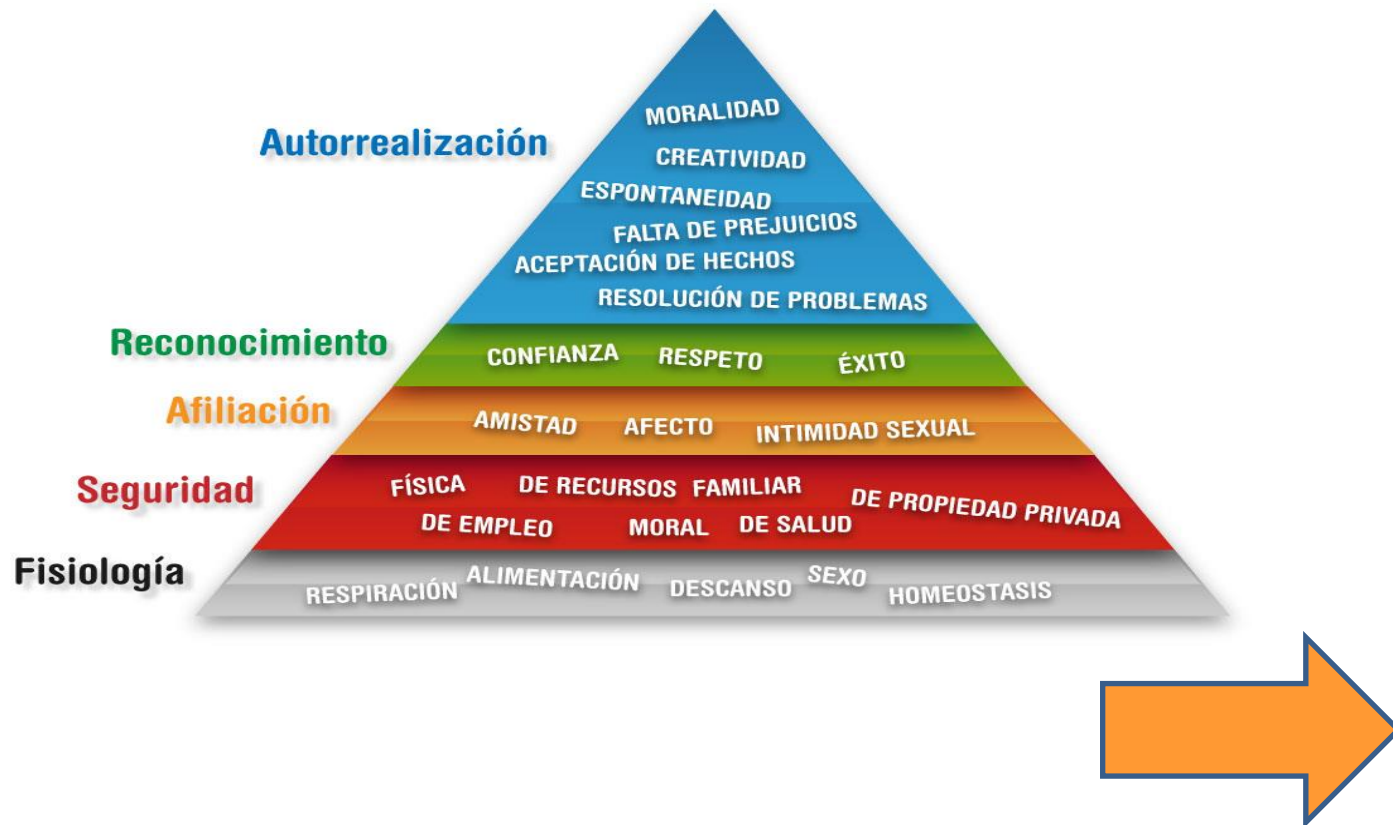 MORALIDAD
Autorrealización
CREATIVIDAD
ESPONTANEIDAD
FALTA DE PREJUICIOS
ACEPTACIÓN DE HECHOS
RESOLUCIÓN DE PROBLEMAS
Reconocimiento
CONFIANZA RESPETO ÉXITO
Afiliación
AMISTAD AFECTO INTIMIDAD SEXUAL
Seguridad
FÍSICA DE RECURSOS FAMILIAR DE PROPIEDAD PRIVADA
DE EMPLEO MORAL DE SALUD
Fisiología
RESPIRACIÓN ALIMENTACIÓN DESCANSO SEXO HOMEOSTASIS